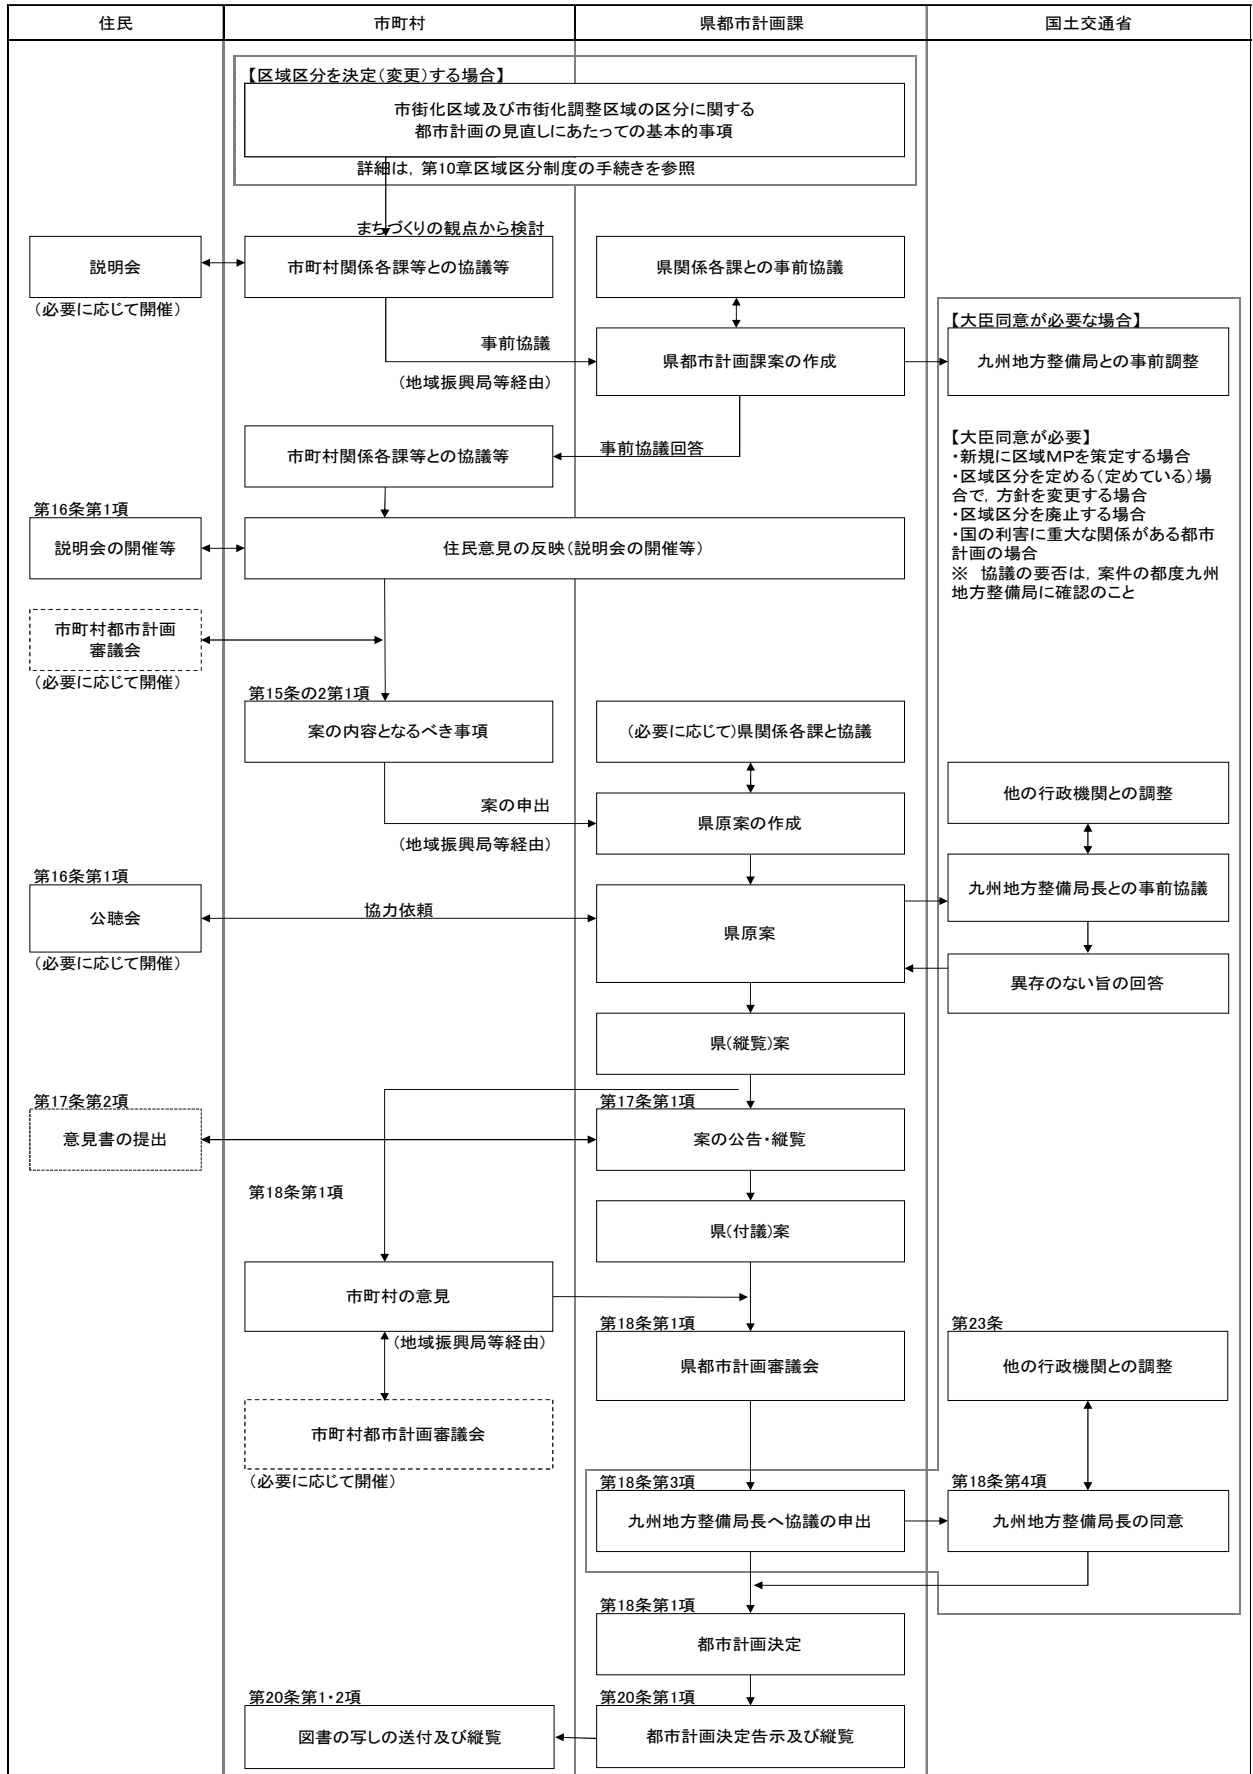 住民
市町村
県都市計画課
国土交通省
【区域区分を決定（変更）する場合】
市街化区域及び市街化調整区域の区分に関する
都市計画の見直しにあたっての基本的事項
詳細は，第10章区域区分制度の手続きを参照
まちづくりの観点から検討
説明会
（必要に応じて開催）
市町村関係各課等との協議等
県関係各課との事前協議
事前協議
（地域振興局等経由）
県都市計画課案の作成
【大臣同意が必要な場合】
九州地方整備局との事前調整
市町村関係各課等との協議等
事前協議回答
【大臣同意が必要】
・新規に区域ＭＰを策定する場合
・区域区分を定める（定めている）場
合で，方針を変更する場合
・区域区分を廃止する場合
・国の利害に重大な関係がある都市
計画の場合
※　協議の要否は，案件の都度九州
地方整備局に確認のこと
第16条第１項
説明会の開催等
住民意見の反映（説明会の開催等）
市町村都市計画
審議会
（必要に応じて開催）
第15条の２第１項
案の内容となるべき事項
（必要に応じて）県関係各課と協議
案の申出
（地域振興局等経由）
県原案の作成
他の行政機関との調整
第16条第１項
公聴会
（必要に応じて開催）
協力依頼
県原案
九州地方整備局長との事前協議
異存のない旨の回答
県（縦覧）案
第17条第２項
意見書の提出
第17条第１項
案の公告・縦覧
第18条第１項
県（付議）案
市町村の意見
（地域振興局等経由）
第18条第１項
県都市計画審議会
第23条
他の行政機関との調整
市町村都市計画審議会
（必要に応じて開催）
第18条第３項
九州地方整備局長へ協議の申出
第18条第４項
九州地方整備局長の同意
第18条第１項
都市計画決定
第20条第１・２項
図書の写しの送付及び縦覧
第20条第１項
都市計画決定告示及び縦覧